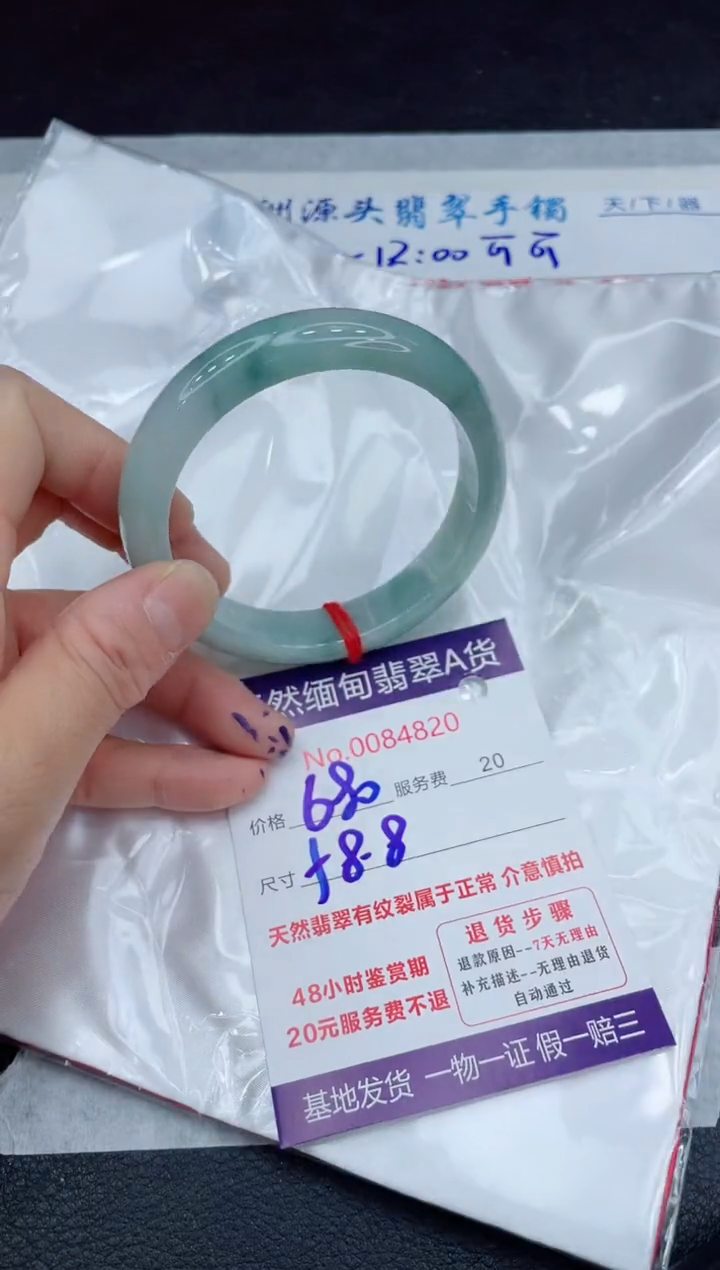 源头翡翠手镯
天/下/翡
-12:00
然缅甸翡翠A货
No.0084820
价格 680 服务费 20
尺寸 58.8
天然翡翠有纹裂属于正常 介意慎拍
48小时鉴赏期
20元服务费不退
退货步骤
退款原因--7天无理由
补充描述--无理由退货
自动通过
基地发货 一物一证 假一赔三